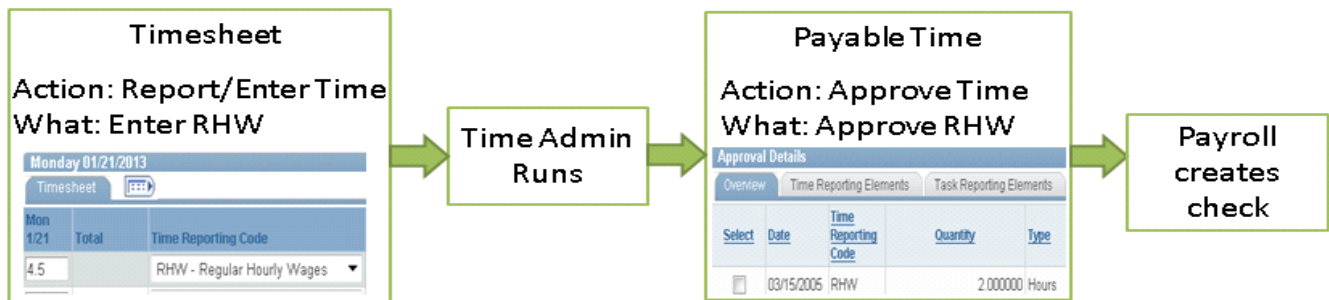 Timesheet
Action: Report/Enter Time
What: Enter RHW
Monday 01/21/2013
Timesheet
Mon 1/21 Total Time Reporting Code
4.5 RHW - Regular Hourly Wages
Time Admin
Runs
Payable Time
Action: Approve Time
What: Approve RHW
Approval Details
Overview Time Reporting Elements Task Reporting Elements
Select Date Time Reporting Code Quantity Type
03/15/2005 RHW 2.000000 Hours
Payroll
creates
check